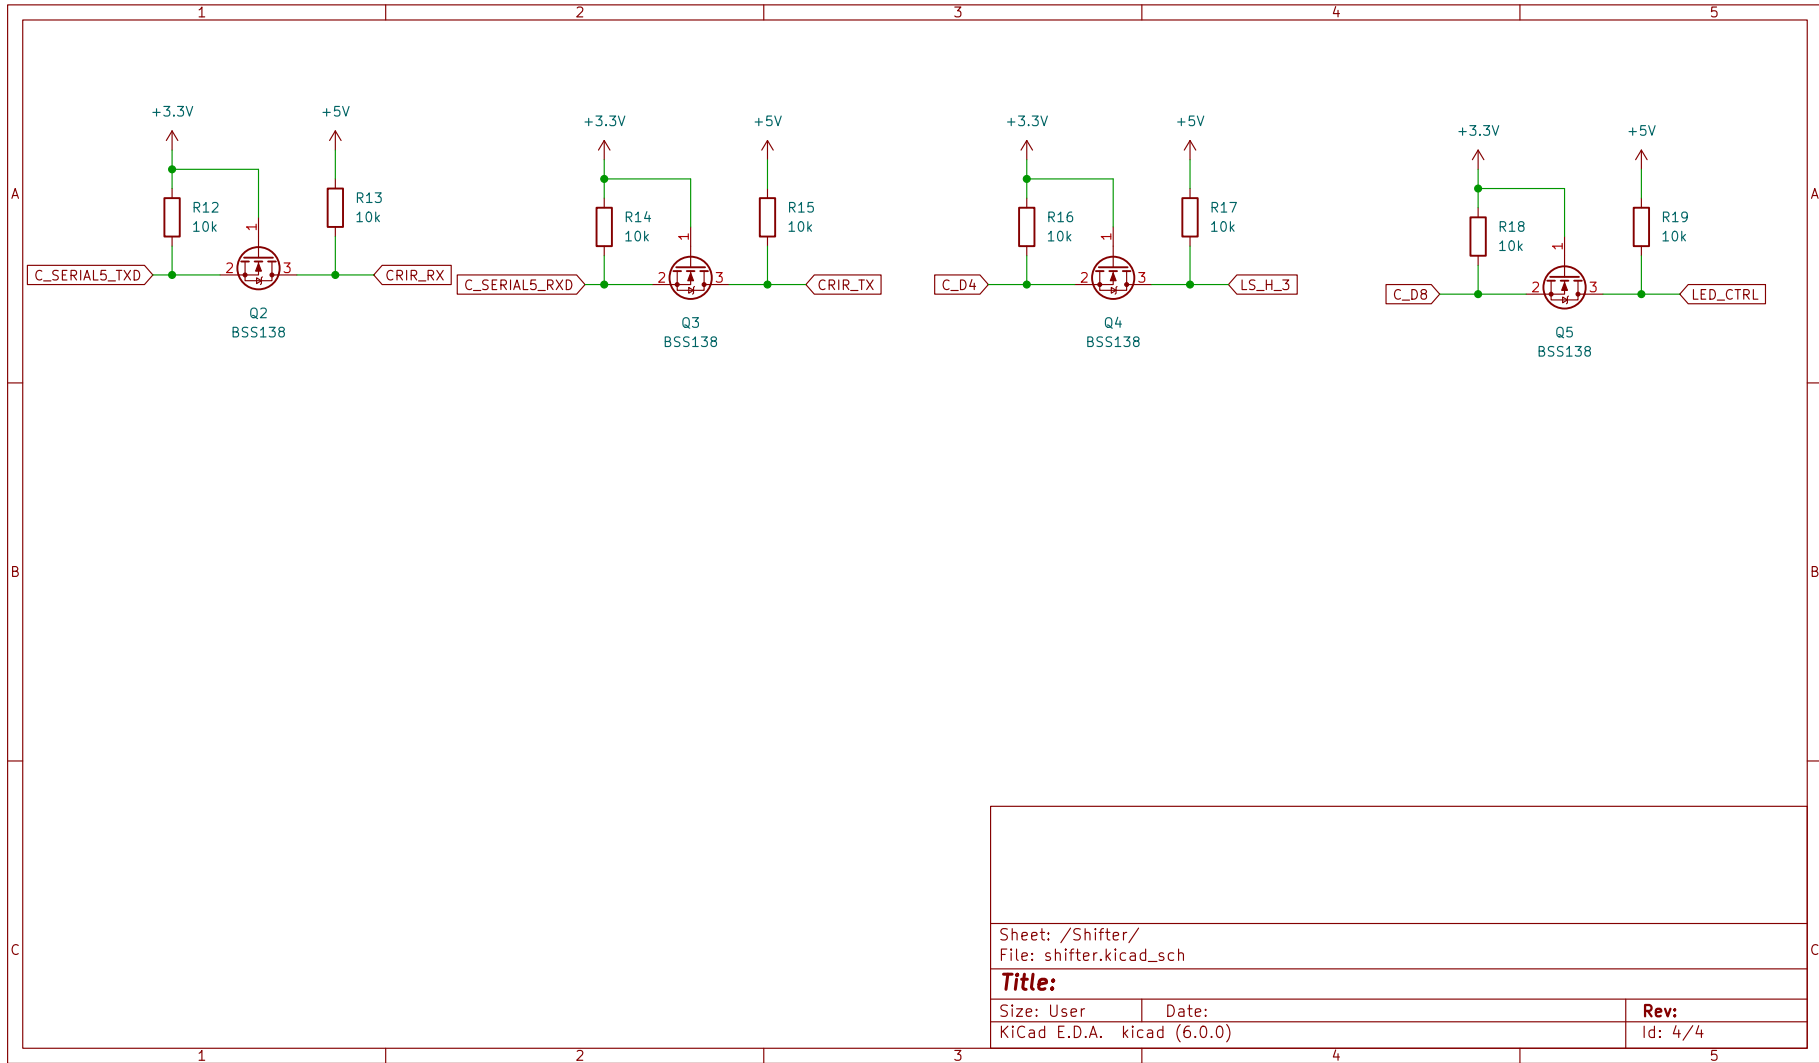 1 2 3 4 5
+3.3V +5V
R12
10k
R13
10k
1
2 3
C_SERIAL5_TXD
CRIR_RX
Q2
BSS138
+3.3V +5V
R14
10k
R15
10k
1
2 3
C_SERIAL5_RXD
CRIR_TX
Q3
BSS138
+3.3V +5V
R16
10k
R17
10k
1
2 3
C_D4
LS_H_3
Q4
BSS138
+3.3V +5V
R18
10k
R19
10k
1
2 3
C_D8
LED_CTRL
Q5
BSS138
A A
B B
C C
Sheet: /Shifter/
File: shifter.kicad_sch
Title:
Size: User Date: Rev:
KiCad E.D.A. kicad (6.0.0) Id: 4/4
1 2 3 4 5